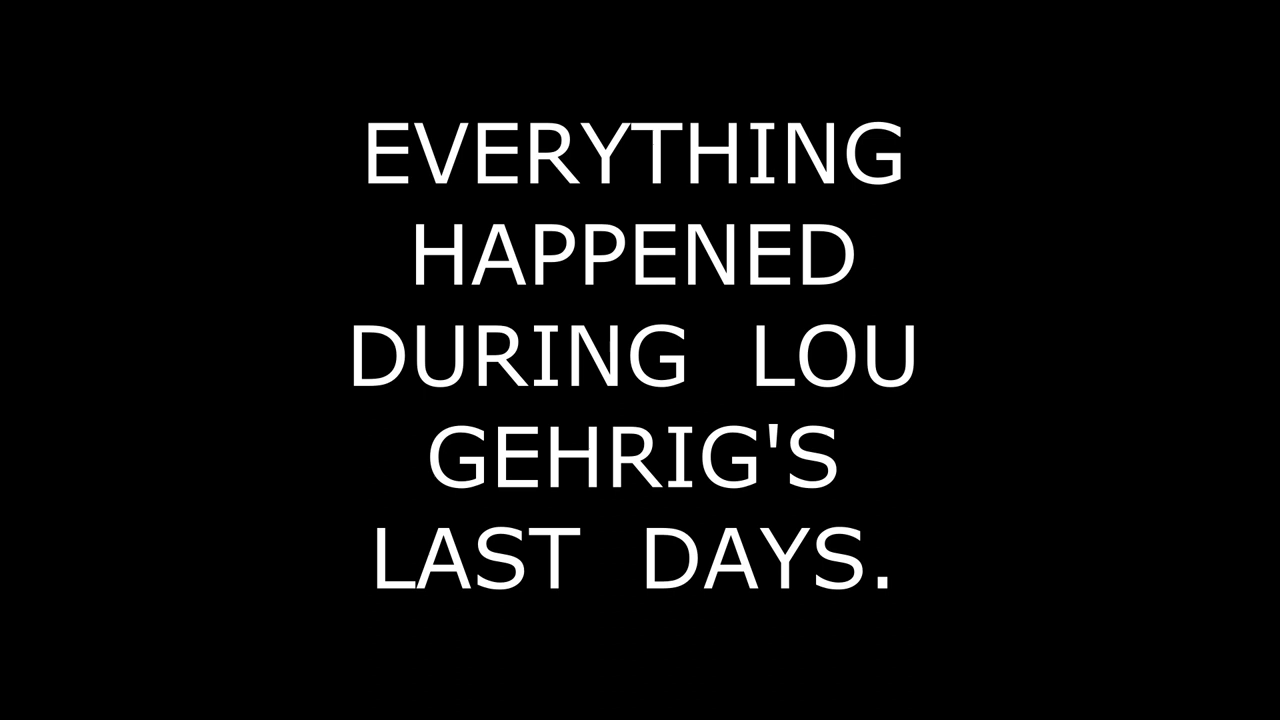 EVERYTHING
HAPPENED
DURING LOU
GEHRIG'S
LAST DAYS.